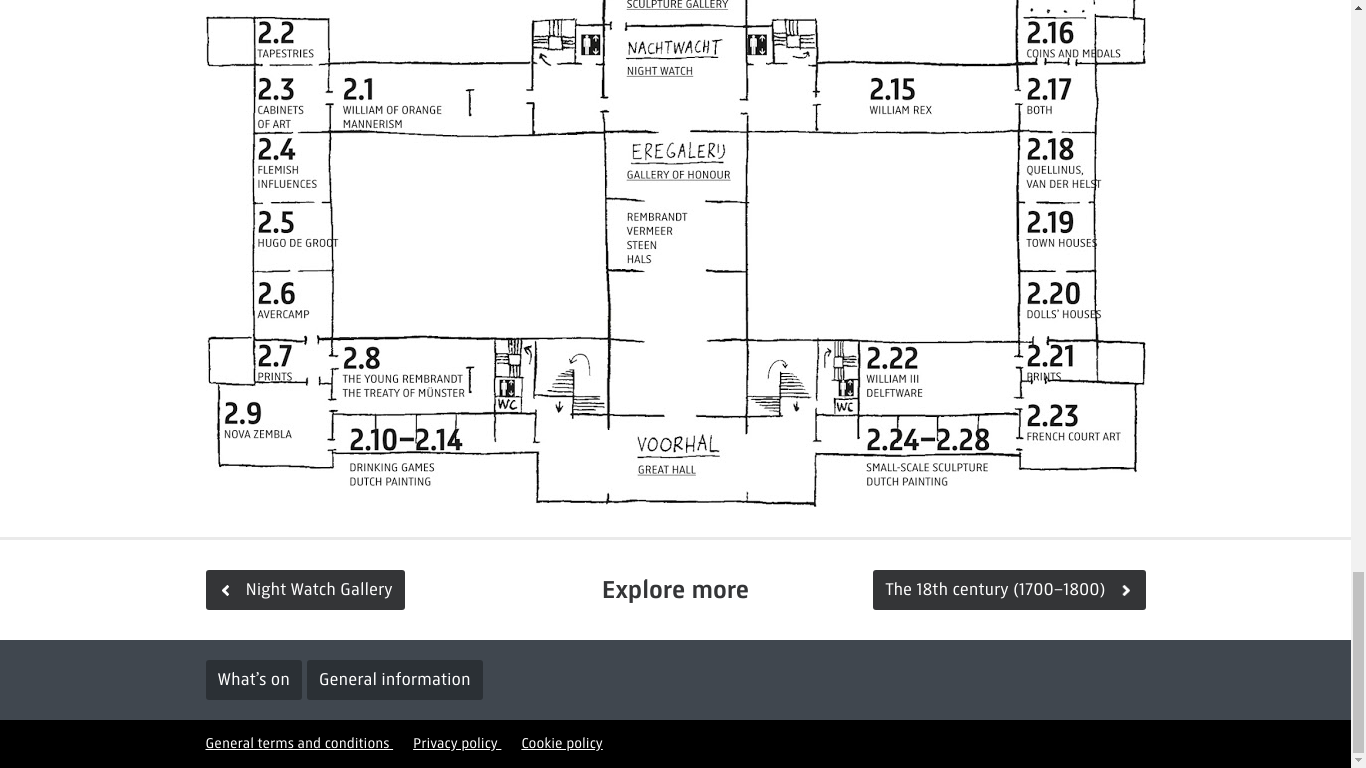 SCULPTURE GALLERY
2.2
TAPESTRIES
NACHTWACHT
NIGHT WATCH
2.16
COINS AND MEDALS
2.3
CABINETS
OF ART
2.1
WILLIAM OF ORANGE
MANNERISM
2.15
WILLIAM REX
2.17
BOTH
2.4
FLEMISH
INFLUENCES
EREGALERIJ
GALLERY OF HONOUR
2.18
QUELLINUS,
VAN DER HELST
2.5
HUGO DE GROOT
REMBRANDT
VERMEER
STEEN
HALS
2.19
TOWN HOUSES
2.6
AVERCAMP
2.20
DOLLS' HOUSES
2.7
PRINTS
2.8
THE YOUNG REMBRANDT
THE TREATY OF MÜNSTER
WC
WC
2.22
WILLIAM III
DELFTWARE
2.21
PRINTS
2.9
NOVA ZEMBLA
2.10–2.14
DRINKING GAMES
DUTCH PAINTING
VOORHAL
GREAT HALL
2.24–2.28
SMALL-SCALE SCULPTURE
DUTCH PAINTING
2.23
FRENCH COURT ART
Night Watch Gallery
Explore more
The 18th century (1700–1800)
What's on
General information
General terms and conditions
Privacy policy
Cookie policy